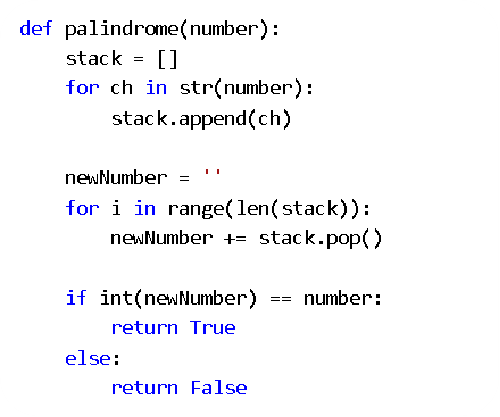 def palindrome(number):
    stack = []
    for ch in str(number):
        stack.append(ch)

    newNumber = ''
    for i in range(len(stack)):
        newNumber += stack.pop()

    if int(newNumber) == number:
        return True
    else:
        return False